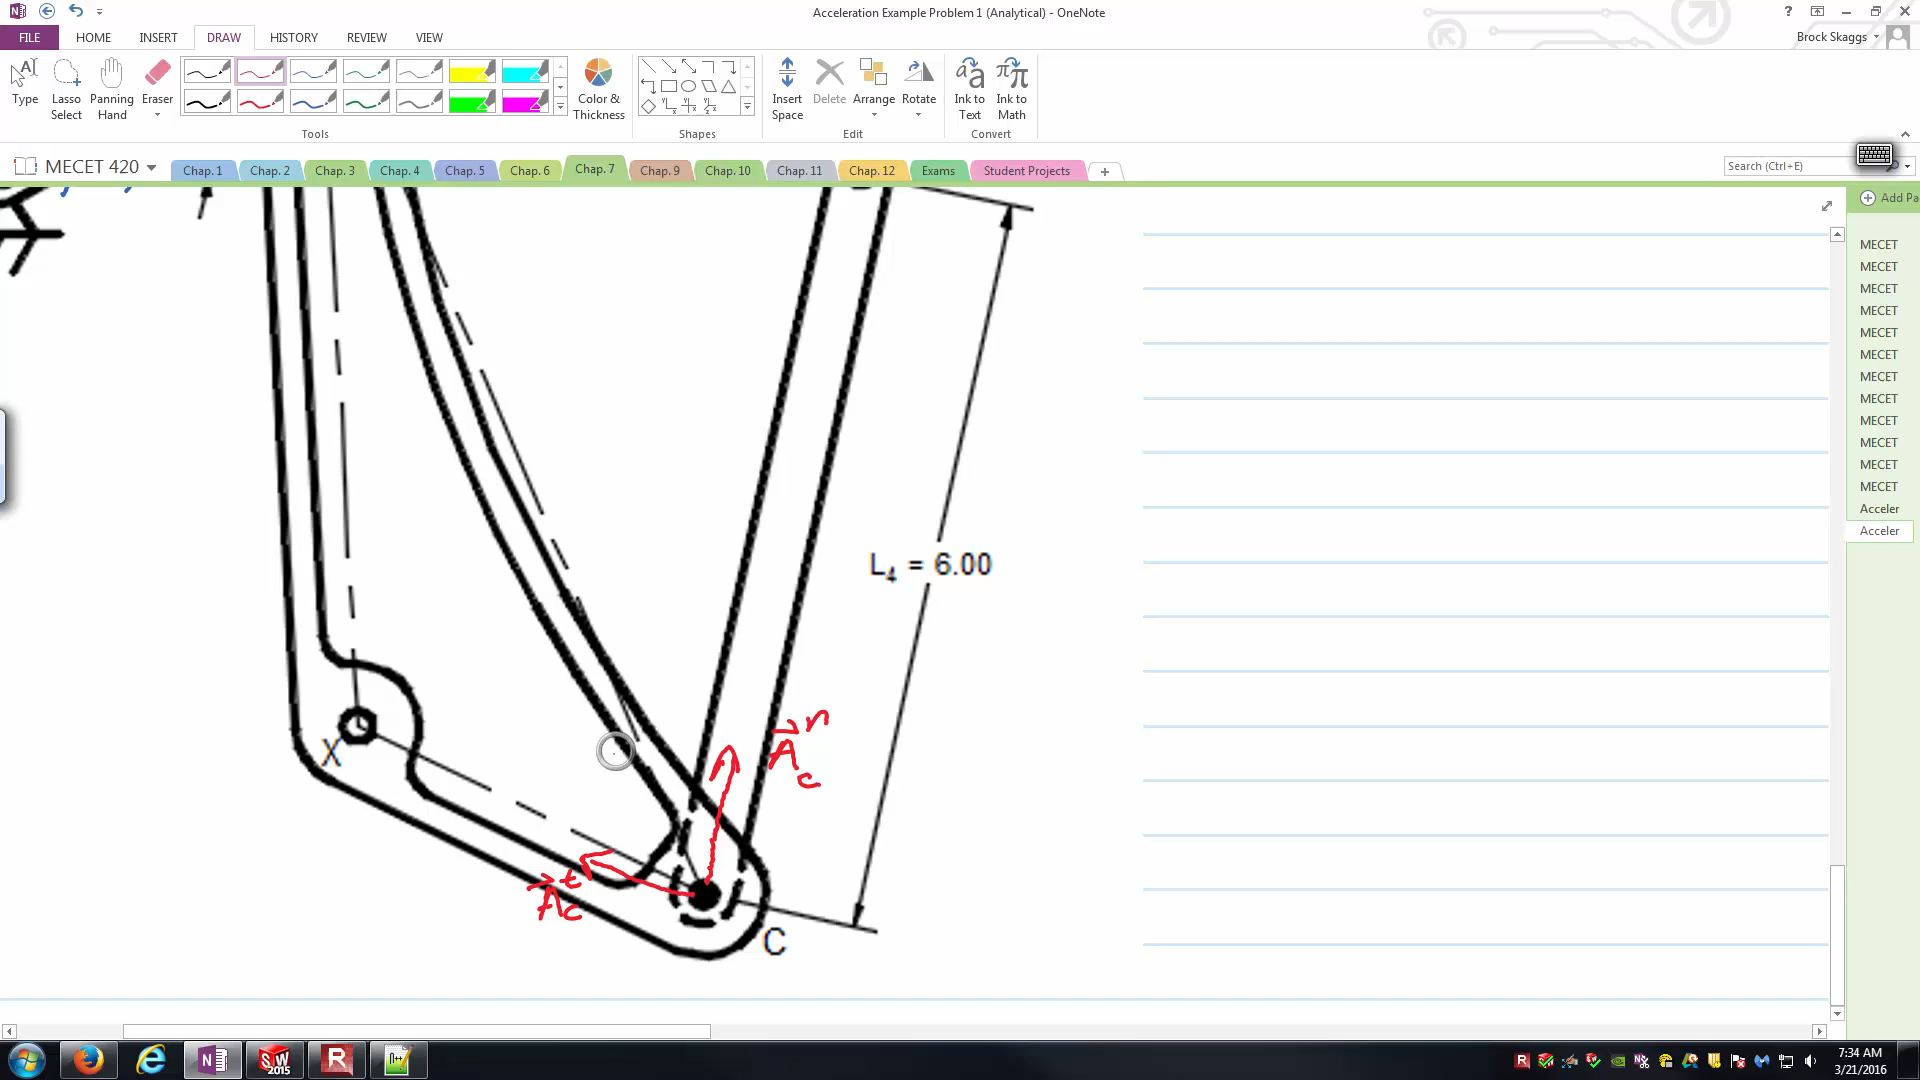 Acceleration Example Problem 1 (Analytical) - OneNote
?
FILE HOME INSERT DRAW HISTORY REVIEW VIEW
Brock Skaggs
Type
Lasso Select
Panning Hand
Eraser
Color & Thickness
Insert Space
Delete
Arrange
Rotate
Ink to Text
Ink to Math
Tools
Shapes
Edit
Convert
MECET 420
Chap. 1 Chap. 2 Chap. 3 Chap. 4 Chap. 5 Chap. 6 Chap. 7 Chap. 9 Chap. 10 Chap. 11 Chap. 12 Exams Student Projects
Search (Ctrl+E)
Add Pa
MECET
MECET
MECET
MECET
MECET
MECET
MECET
MECET
MECET
MECET
MECET
MECET
Acceler
Acceler
L4 = 6.00
X
A n c
A t c
C
SW 2015
7:34 AM
3/21/2016